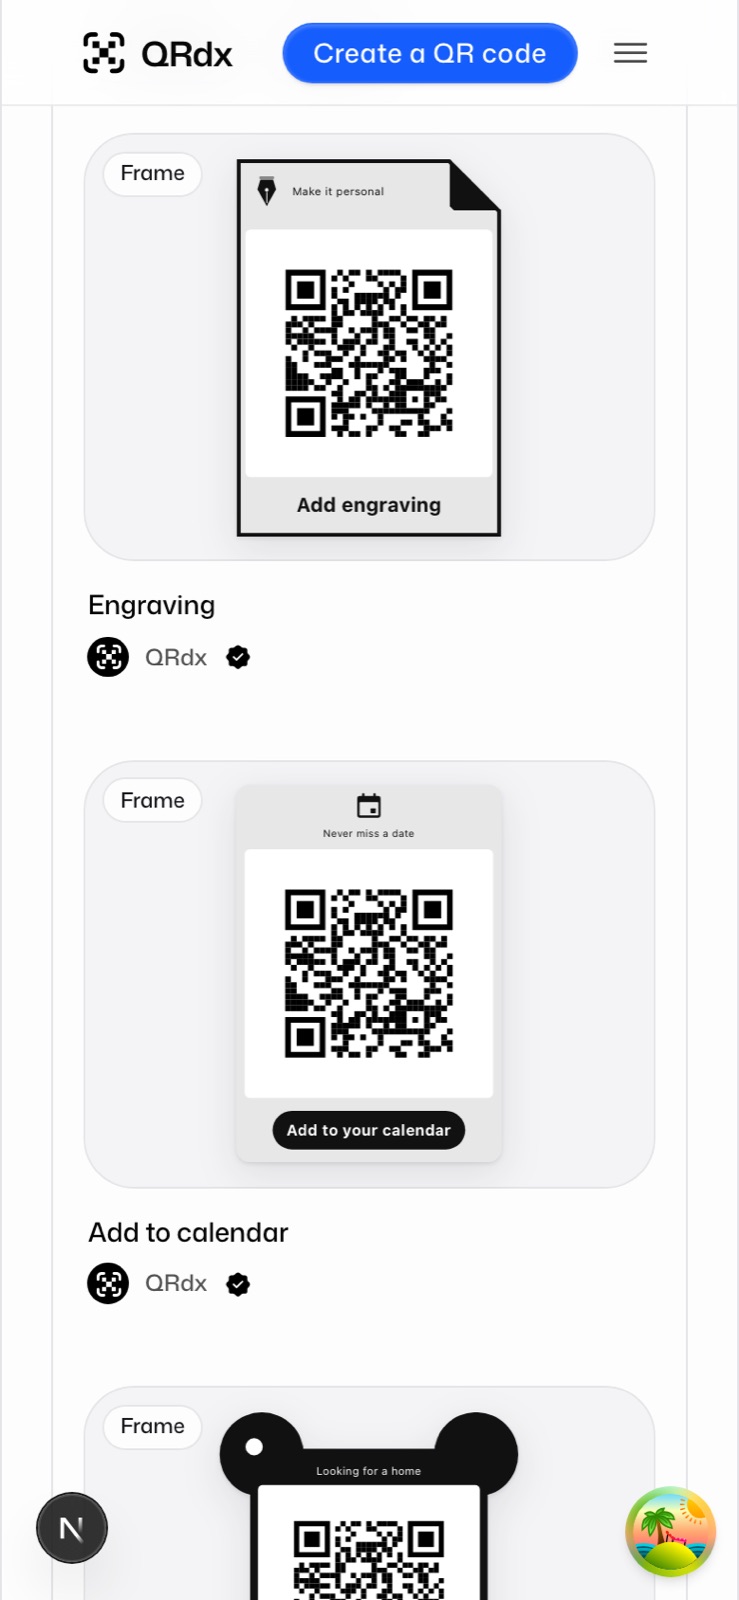 QRdx
Create a QR code
Frame
Make it personal
Add engraving
Engraving
QRdx
Frame
Never miss a date
Add to your calendar
Add to calendar
QRdx
Frame
Looking for a home
N